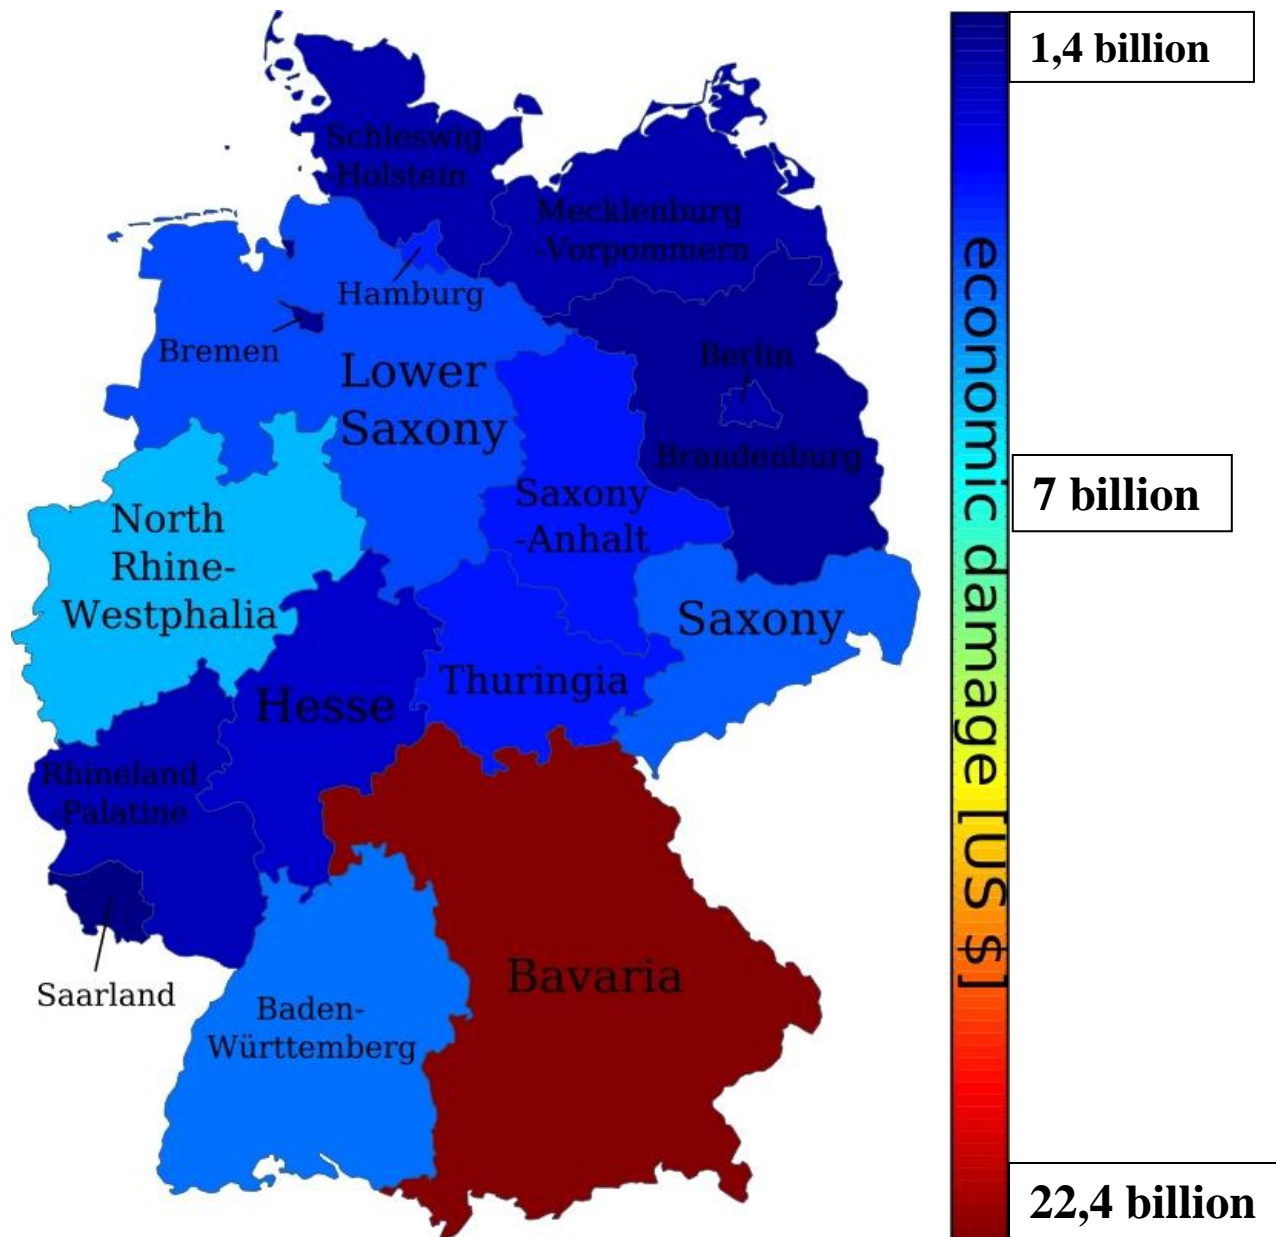 1,4 billion
Schleswig
-Holstein
Mecklenburg
-Vorpommern
Hamburg
Bremen
Berlin
Lower
Saxony
Brandenburg
7 billion
North
Rhine-
Westphalia
Saxony
-Anhalt
Saxony
Thuringia
Hesse
Rhineland
-Palatine
Saarland
Bavaria
Baden-
Württemberg
economic damage [US $]
22,4 billion